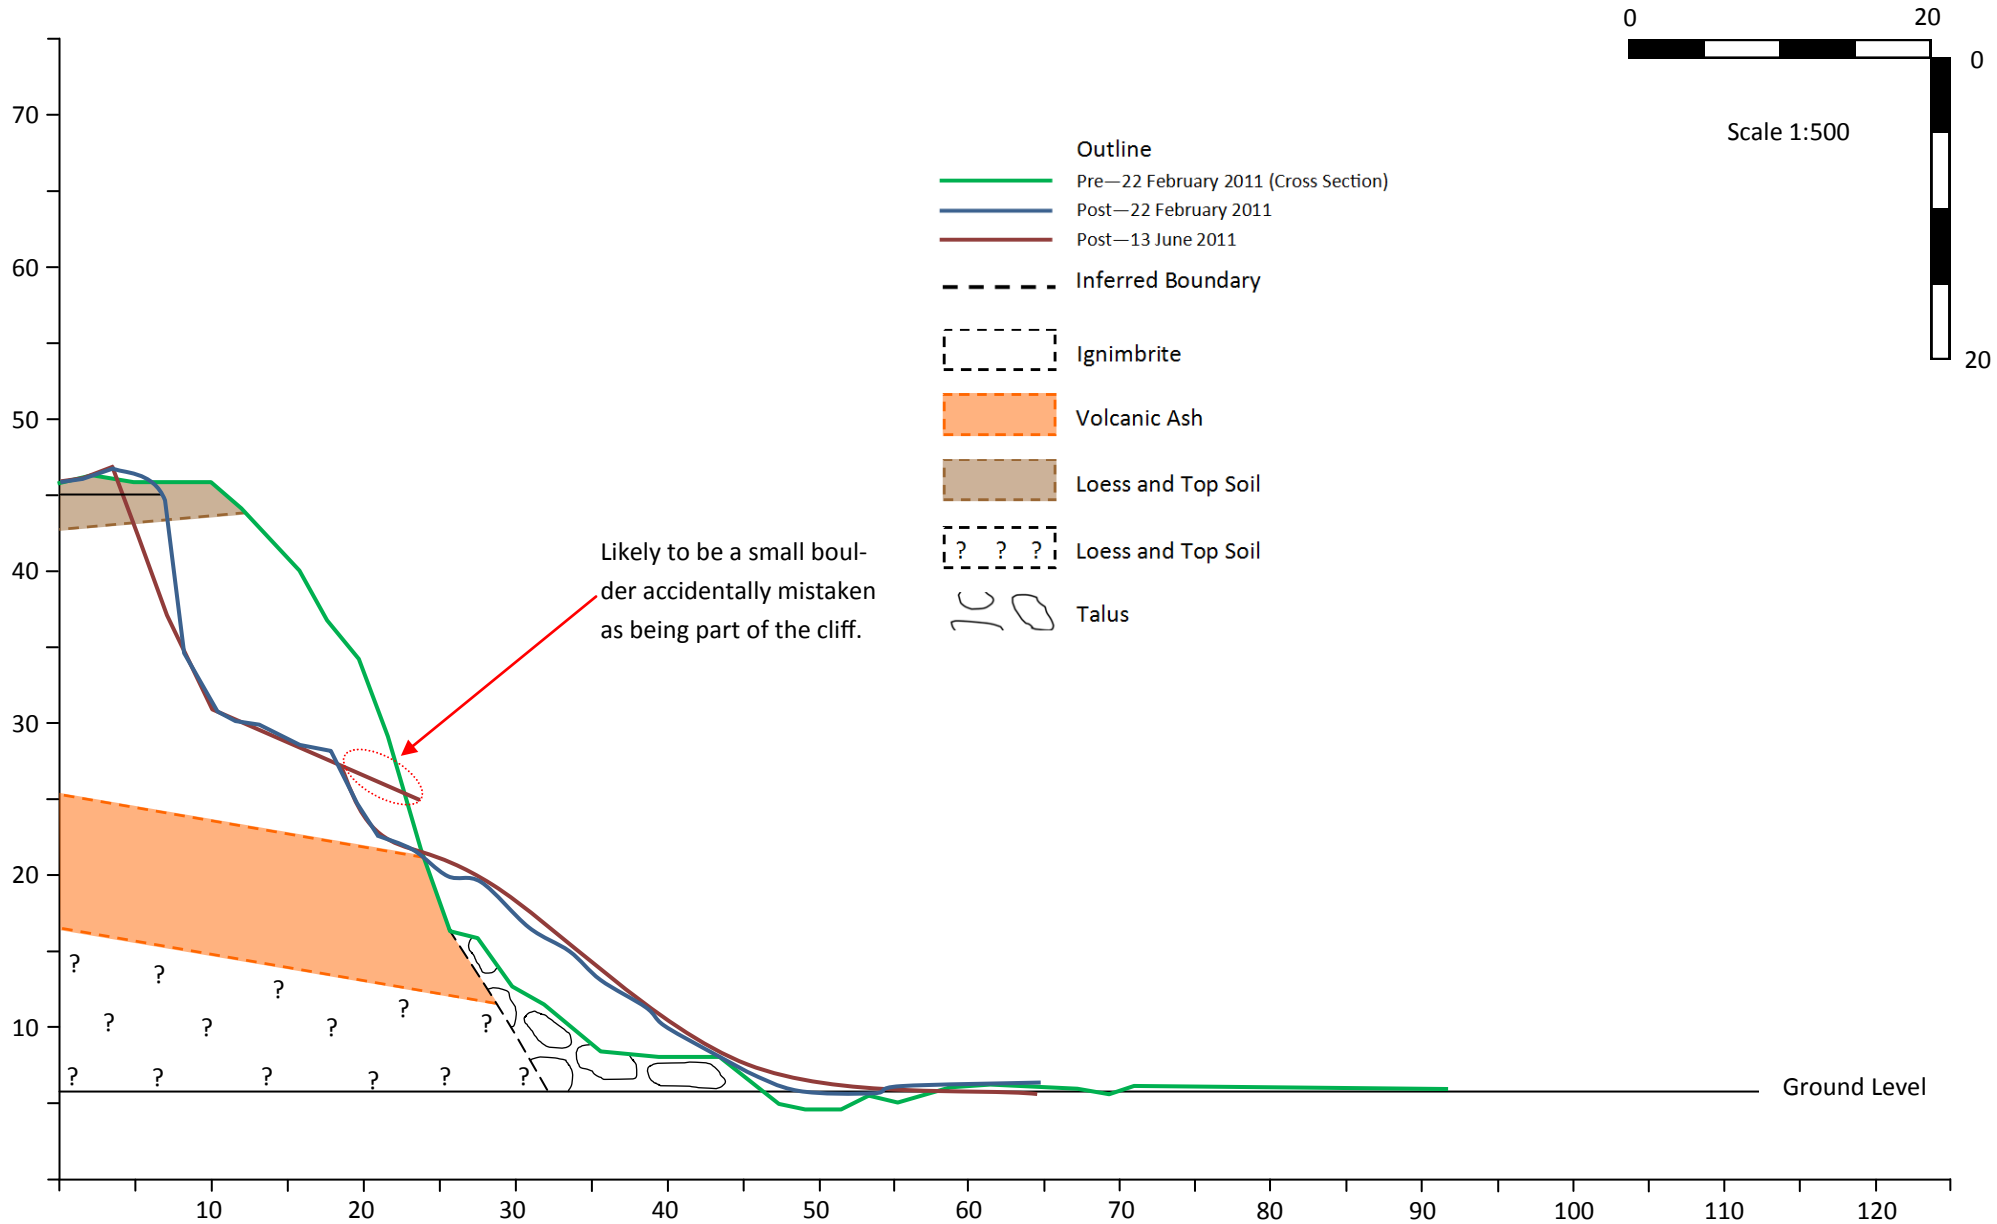 0 20
0
20
Scale 1:500
70
60
50
40
30
20
10
Outline
Pre—22 February 2011 (Cross Section)
Post—22 February 2011
Post—13 June 2011
Inferred Boundary
Ignimbrite
Volcanic Ash
Loess and Top Soil
? ? ? Loess and Top Soil
Talus
Likely to be a small boul-
der accidentally mistaken
as being part of the cliff.
? ? ? ?
? ? ? ?
? ? ? ? ? ?
Ground Level
10 20 30 40 50 60 70 80 90 100 110 120